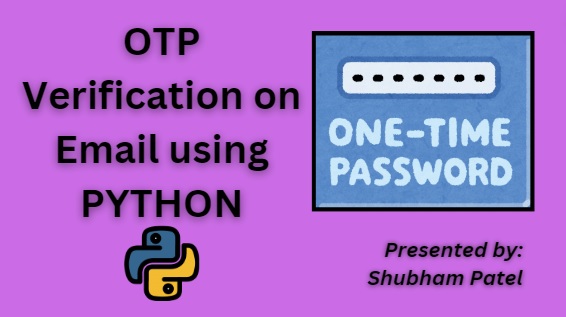 OTP
Verification on
Email using
PYTHON
ONE-TIME
PASSWORD
Presented by:
Shubham Patel